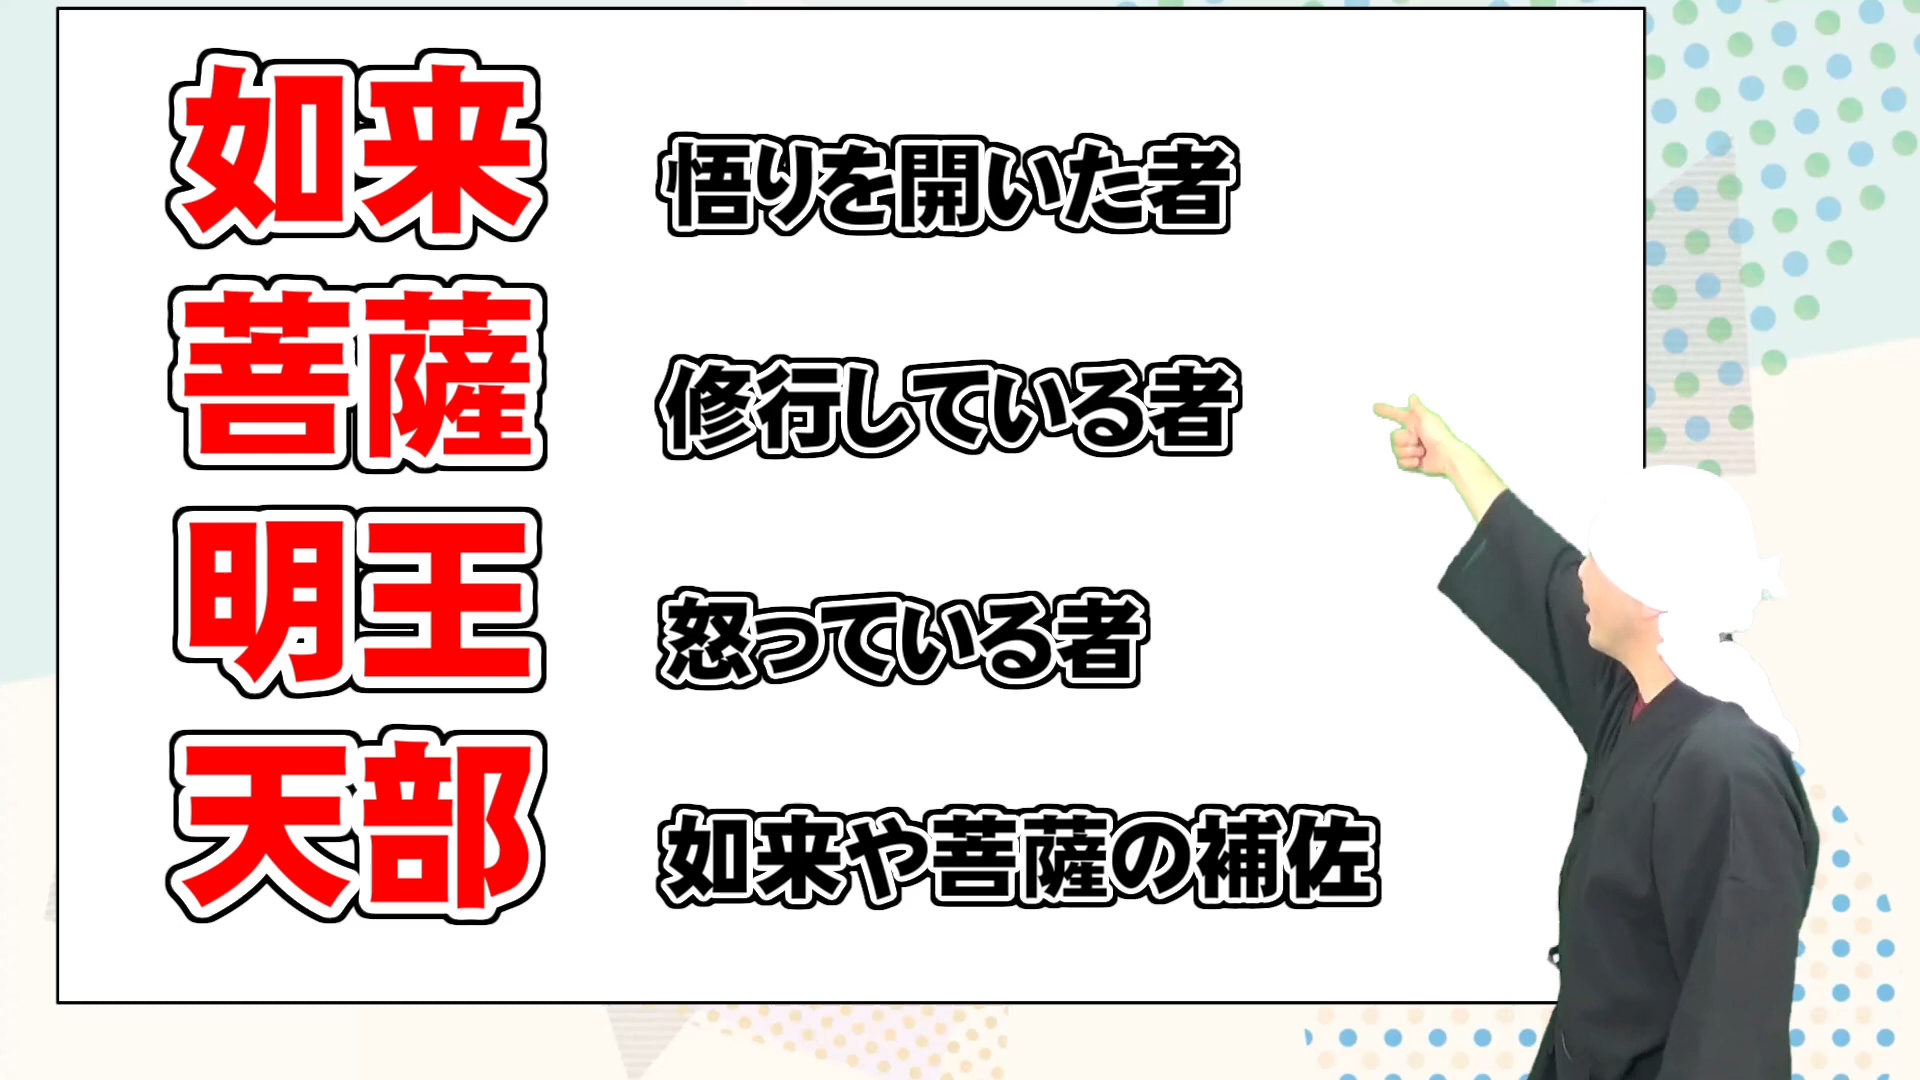 如来 悟りを開いた者
菩薩 修行している者
明王 怒っている者
天部 如来や菩薩の補佐